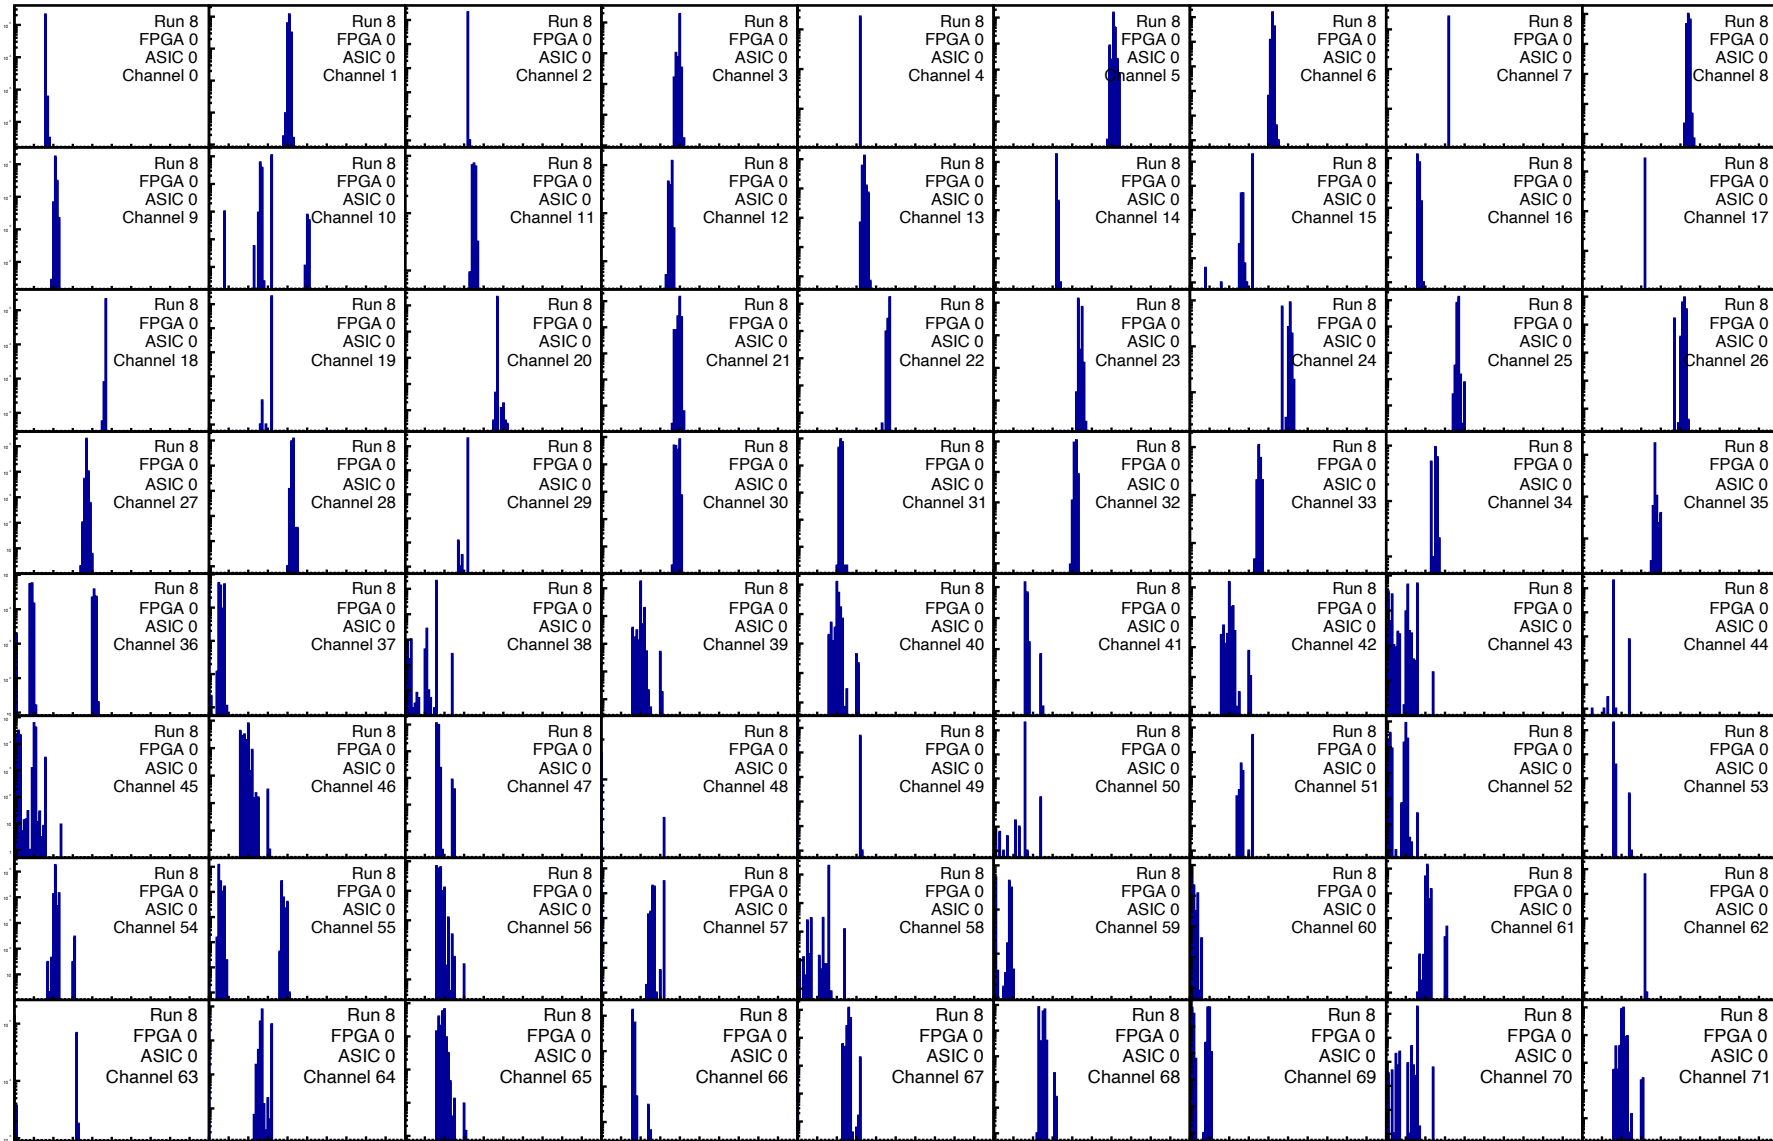 Run 8
FPGA 0
ASIC 0
Channel 0
Run 8
FPGA 0
ASIC 0
Channel 1
Run 8
FPGA 0
ASIC 0
Channel 2
Run 8
FPGA 0
ASIC 0
Channel 3
Run 8
FPGA 0
ASIC 0
Channel 4
Run 8
FPGA 0
ASIC 0
Channel 5
Run 8
FPGA 0
ASIC 0
Channel 6
Run 8
FPGA 0
ASIC 0
Channel 7
Run 8
FPGA 0
ASIC 0
Channel 8
Run 8
FPGA 0
ASIC 0
Channel 9
Run 8
FPGA 0
ASIC 0
Channel 10
Run 8
FPGA 0
ASIC 0
Channel 11
Run 8
FPGA 0
ASIC 0
Channel 12
Run 8
FPGA 0
ASIC 0
Channel 13
Run 8
FPGA 0
ASIC 0
Channel 14
Run 8
FPGA 0
ASIC 0
Channel 15
Run 8
FPGA 0
ASIC 0
Channel 16
Run 8
FPGA 0
ASIC 0
Channel 17
Run 8
FPGA 0
ASIC 0
Channel 18
Run 8
FPGA 0
ASIC 0
Channel 19
Run 8
FPGA 0
ASIC 0
Channel 20
Run 8
FPGA 0
ASIC 0
Channel 21
Run 8
FPGA 0
ASIC 0
Channel 22
Run 8
FPGA 0
ASIC 0
Channel 23
Run 8
FPGA 0
ASIC 0
Channel 24
Run 8
FPGA 0
ASIC 0
Channel 25
Run 8
FPGA 0
ASIC 0
Channel 26
Run 8
FPGA 0
ASIC 0
Channel 27
Run 8
FPGA 0
ASIC 0
Channel 28
Run 8
FPGA 0
ASIC 0
Channel 29
Run 8
FPGA 0
ASIC 0
Channel 30
Run 8
FPGA 0
ASIC 0
Channel 31
Run 8
FPGA 0
ASIC 0
Channel 32
Run 8
FPGA 0
ASIC 0
Channel 33
Run 8
FPGA 0
ASIC 0
Channel 34
Run 8
FPGA 0
ASIC 0
Channel 35
Run 8
FPGA 0
ASIC 0
Channel 36
Run 8
FPGA 0
ASIC 0
Channel 37
Run 8
FPGA 0
ASIC 0
Channel 38
Run 8
FPGA 0
ASIC 0
Channel 39
Run 8
FPGA 0
ASIC 0
Channel 40
Run 8
FPGA 0
ASIC 0
Channel 41
Run 8
FPGA 0
ASIC 0
Channel 42
Run 8
FPGA 0
ASIC 0
Channel 43
Run 8
FPGA 0
ASIC 0
Channel 44
Run 8
FPGA 0
ASIC 0
Channel 45
Run 8
FPGA 0
ASIC 0
Channel 46
Run 8
FPGA 0
ASIC 0
Channel 47
Run 8
FPGA 0
ASIC 0
Channel 48
Run 8
FPGA 0
ASIC 0
Channel 49
Run 8
FPGA 0
ASIC 0
Channel 50
Run 8
FPGA 0
ASIC 0
Channel 51
Run 8
FPGA 0
ASIC 0
Channel 52
Run 8
FPGA 0
ASIC 0
Channel 53
Run 8
FPGA 0
ASIC 0
Channel 54
Run 8
FPGA 0
ASIC 0
Channel 55
Run 8
FPGA 0
ASIC 0
Channel 56
Run 8
FPGA 0
ASIC 0
Channel 57
Run 8
FPGA 0
ASIC 0
Channel 58
Run 8
FPGA 0
ASIC 0
Channel 59
Run 8
FPGA 0
ASIC 0
Channel 60
Run 8
FPGA 0
ASIC 0
Channel 61
Run 8
FPGA 0
ASIC 0
Channel 62
Run 8
FPGA 0
ASIC 0
Channel 63
Run 8
FPGA 0
ASIC 0
Channel 64
Run 8
FPGA 0
ASIC 0
Channel 65
Run 8
FPGA 0
ASIC 0
Channel 66
Run 8
FPGA 0
ASIC 0
Channel 67
Run 8
FPGA 0
ASIC 0
Channel 68
Run 8
FPGA 0
ASIC 0
Channel 69
Run 8
FPGA 0
ASIC 0
Channel 70
Run 8
FPGA 0
ASIC 0
Channel 71